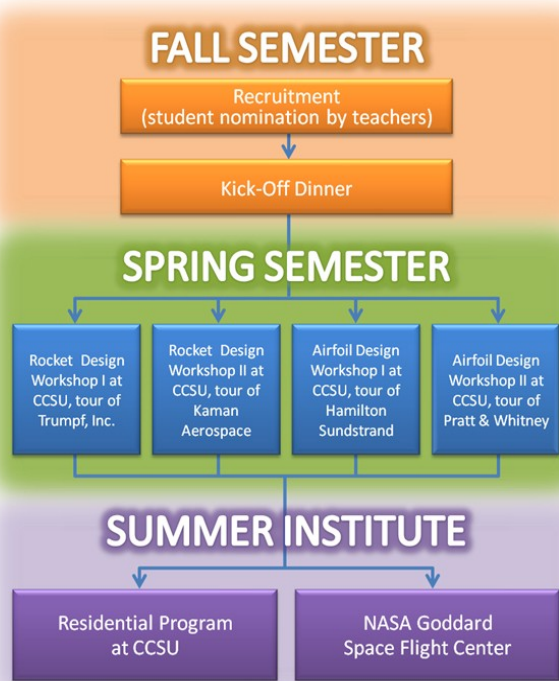 FALL SEMESTER
Recruitment
(student nomination by teachers)
Kick-Off Dinner
SPRING SEMESTER
Rocket Design
Workshop I at
CCSU, tour of
Trumpf, Inc.
Rocket Design
Workshop II at
CCSU, tour of
Kaman
Aerospace
Airfoil Design
Workshop I at
CCSU, tour of
Hamilton
Sundstrand
Airfoil Design
Workshop II at
CCSU, tour of
Pratt & Whitney
SUMMER INSTITUTE
Residential Program
at CCSU
NASA Goddard
Space Flight Center